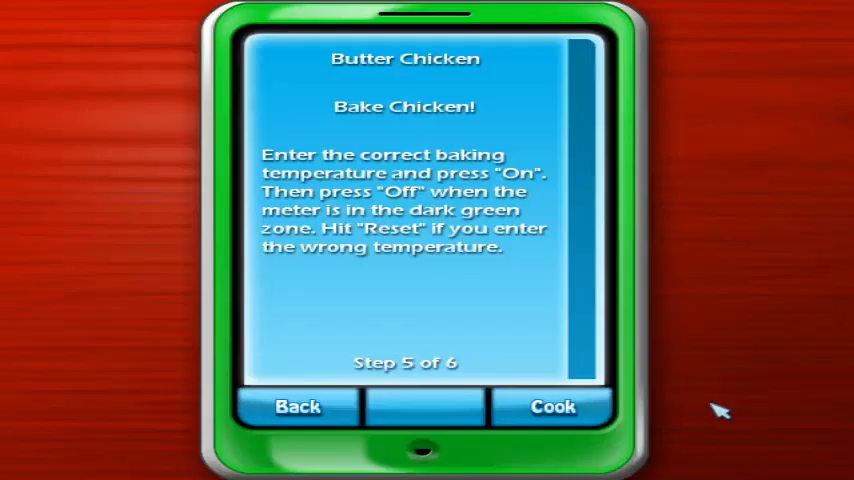 Butter Chicken
Bake Chicken!
Enter the correct baking
temperature and press "On".
Then press "Off" when the
meter is in the dark green
zone. Hit "Reset" if you enter
the wrong temperature.
Step 5 of 6
Back
Cook